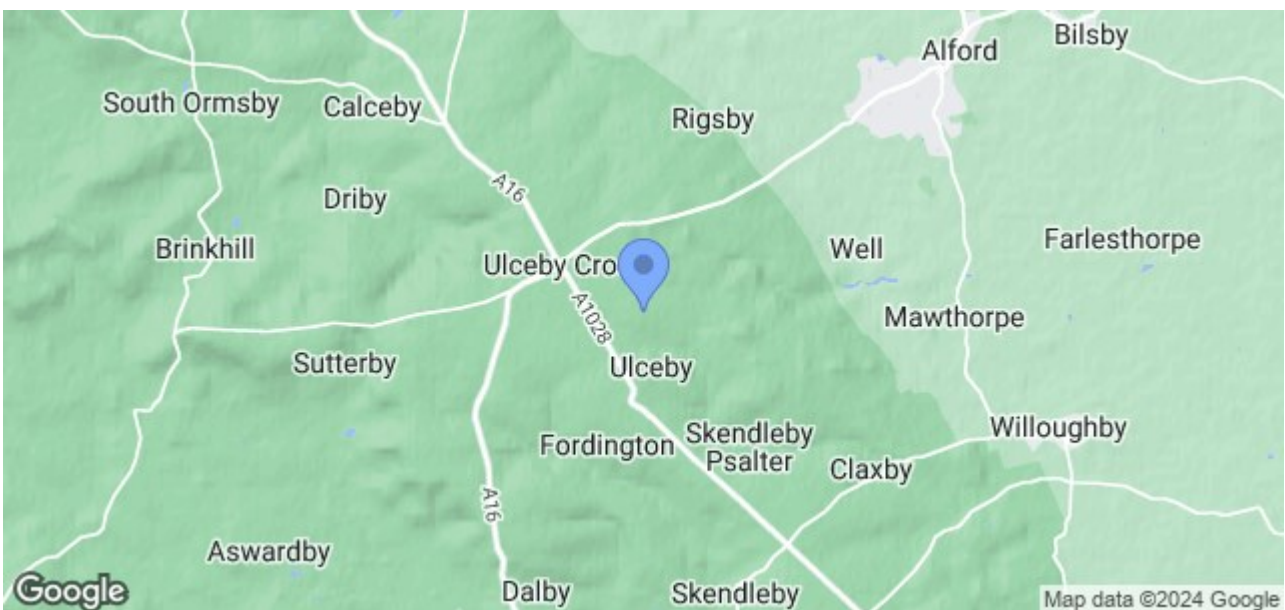 Bilsby
Alford
South Ormsby
Calceby
Rigsby
A16
Driby
Brinkhill
Well
Farlesthorpe
Ulceby Cro
A1028
Mawthorpe
Sutterby
Ulceby
Willoughby
Fordington
Skendleby
Psalter
Claxby
A16
Aswardby
Dalby
Skendleby
Google
Map data ©2024 Google